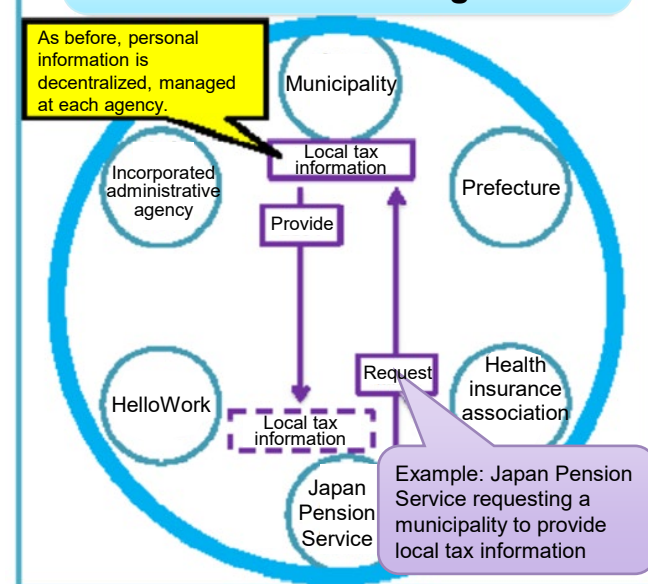 As before, personal
information is
decentralized, managed
at each agency.
Municipality
Local tax
information
Incorporated
administrative
agency
Prefecture
Provide
Request
Health
insurance
association
HelloWork
Local tax
information
Japan
Pension
Service
Example: Japan Pension
Service requesting a
municipality to provide
local tax information